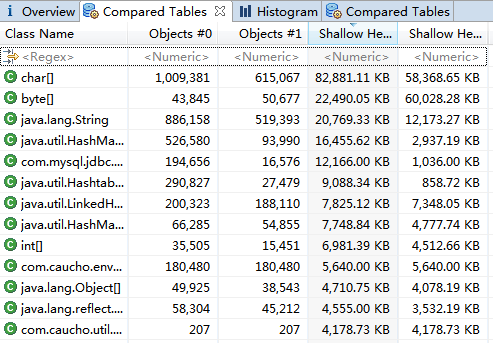 Overview Compared Tables Histogram Compared Tables
Class Name Objects #0 Objects #1 Shallow He... Shallow He...
<Regex> <Numeric> <Numeric> <Numeric> <Numeric>
char[] 1,009,381 615,067 82,881.11 KB 58,368.65 KB
byte[] 43,845 50,677 22,490.05 KB 60,028.28 KB
java.lang.String 886,158 519,393 20,769.33 KB 12,173.27 KB
java.util.HashMa... 526,580 93,990 16,455.62 KB 2,937.19 KB
com.mysql.jdbc.... 194,656 16,576 12,166.00 KB 1,036.00 KB
java.util.Hashtab... 290,827 27,479 9,088.34 KB 858.72 KB
java.util.LinkedH... 200,323 188,110 7,825.12 KB 7,348.05 KB
java.util.HashMa... 66,285 54,855 7,748.84 KB 4,777.74 KB
int[] 35,505 15,451 6,981.39 KB 4,512.66 KB
com.caucho.env... 180,480 180,480 5,640.00 KB 5,640.00 KB
java.lang.Object[] 49,925 38,543 4,710.75 KB 4,078.19 KB
java.lang.reflect... 58,304 45,212 4,555.00 KB 3,532.19 KB
com.caucho.util.... 207 207 4,178.73 KB 4,178.73 KB